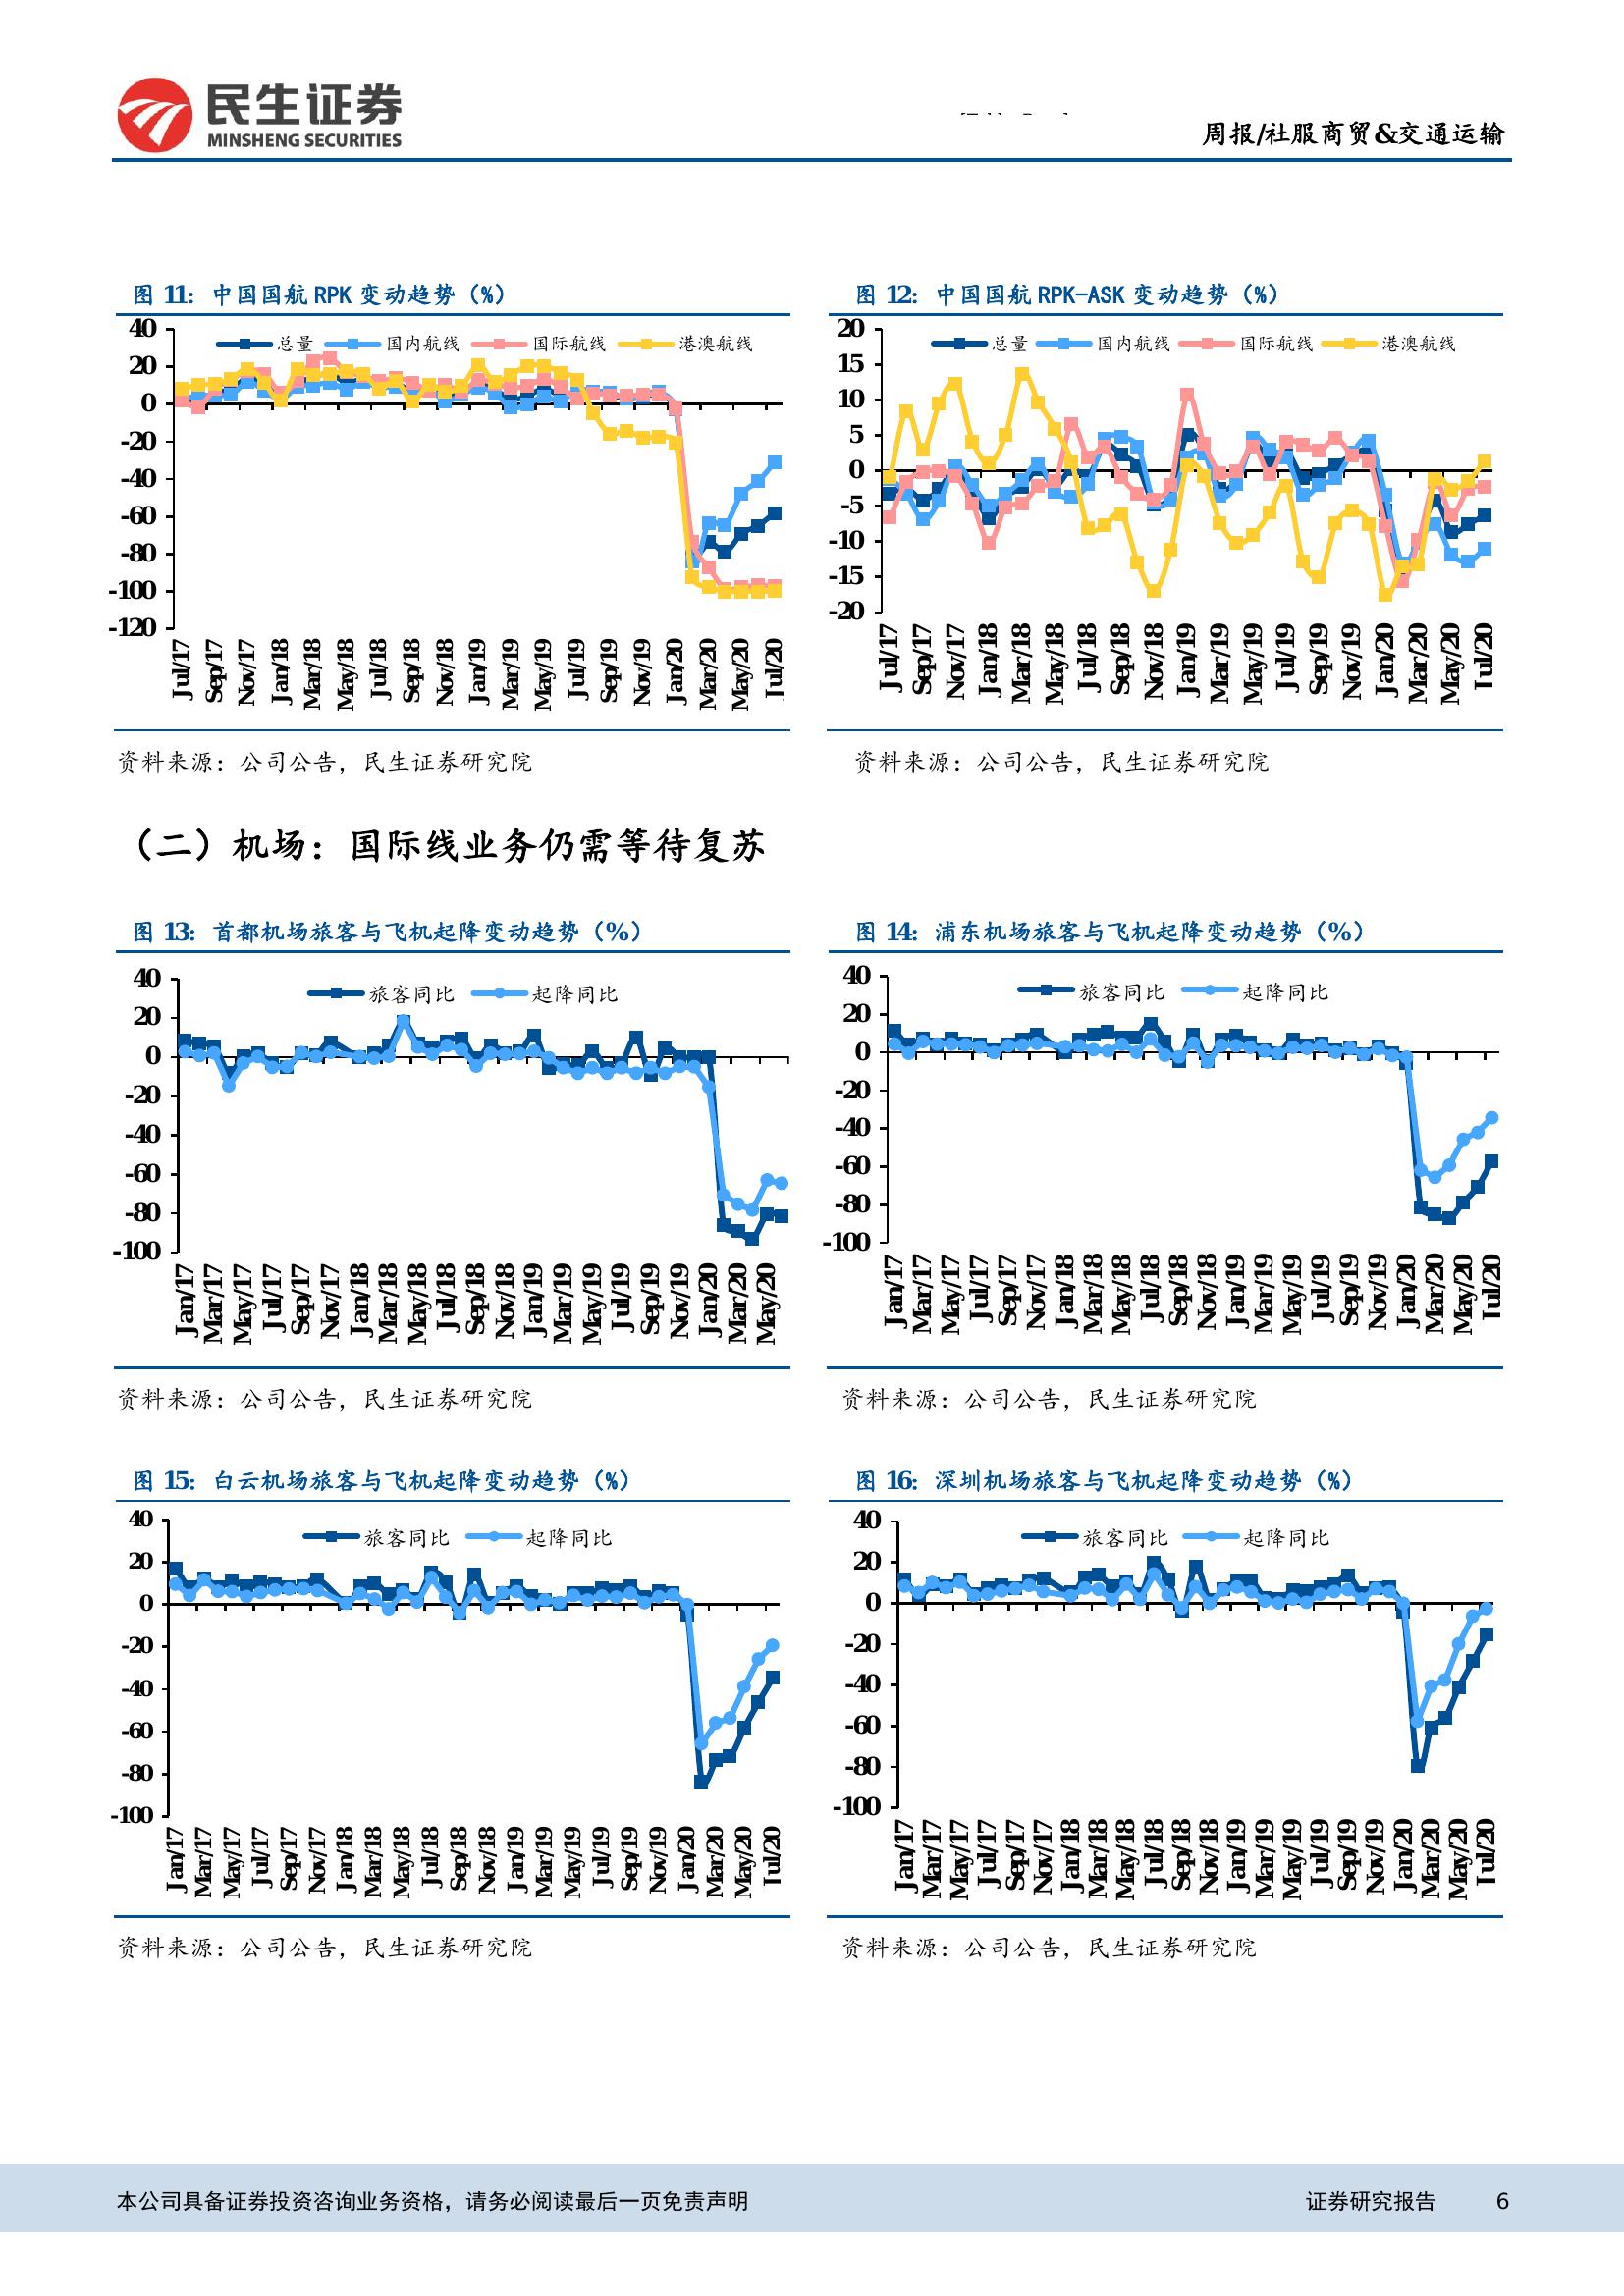 民生证券
MINSHENG SECURITIES
周报/社服商贸&交通运输
图 11: 中国国航 RPK 变动趋势（%）
40
20
0
-20
-40
-60
-80
-100
-120
总量 国内航线 国际航线 港澳航线
Jul/17 Sep/17 Nov/17 Jan/18 Mar/18 May/18 Jul/18 Sep/18 Nov/18 Jan/19 Mar/19 May/19 Jul/19 Sep/19 Nov/19 Jan/20 Mar/20 May/20 Jul/20
资料来源：公司公告，民生证券研究院
图 12: 中国国航 RPK-ASK 变动趋势（%）
20
15
10
5
0
-5
-10
-15
-20
总量 国内航线 国际航线 港澳航线
Jul/17 Sep/17 Nov/17 Jan/18 Mar/18 May/18 Jul/18 Sep/18 Nov/18 Jan/19 Mar/19 May/19 Jul/19 Sep/19 Nov/19 Jan/20 Mar/20 May/20 Jul/20
资料来源：公司公告，民生证券研究院
（二）机场：国际线业务仍需等待复苏
图 13: 首都机场旅客与飞机起降变动趋势（%）
40
20
0
-20
-40
-60
-80
-100
旅客同比 起降同比
Jan/17 Mar/17 May/17 Jul/17 Sep/17 Nov/17 Jan/18 Mar/18 May/18 Jul/18 Sep/18 Nov/18 Jan/19 Mar/19 May/19 Jul/19 Sep/19 Nov/19 Jan/20 Mar/20 May/20
资料来源：公司公告，民生证券研究院
图 14: 浦东机场旅客与飞机起降变动趋势（%）
40
20
0
-20
-40
-60
-80
-100
旅客同比 起降同比
Jan/17 Mar/17 May/17 Jul/17 Sep/17 Nov/17 Jan/18 Mar/18 May/18 Jul/18 Sep/18 Nov/18 Jan/19 Mar/19 May/19 Jul/19 Sep/19 Nov/19 Jan/20 Mar/20 May/20 Jul/20
资料来源：公司公告，民生证券研究院
图 15: 白云机场旅客与飞机起降变动趋势（%）
40
20
0
-20
-40
-60
-80
-100
旅客同比 起降同比
Jan/17 Mar/17 May/17 Jul/17 Sep/17 Nov/17 Jan/18 Mar/18 May/18 Jul/18 Sep/18 Nov/18 Jan/19 Mar/19 May/19 Jul/19 Sep/19 Nov/19 Jan/20 Mar/20 May/20 Jul/20
资料来源：公司公告，民生证券研究院
图 16: 深圳机场旅客与飞机起降变动趋势（%）
40
20
0
-20
-40
-60
-80
-100
旅客同比 起降同比
Jan/17 Mar/17 May/17 Jul/17 Sep/17 Nov/17 Jan/18 Mar/18 May/18 Jul/18 Sep/18 Nov/18 Jan/19 Mar/19 May/19 Jul/19 Sep/19 Nov/19 Jan/20 Mar/20 May/20 Jul/20
资料来源：公司公告，民生证券研究院
本公司具备证券投资咨询业务资格，请务必阅读最后一页免责声明
证券研究报告 6